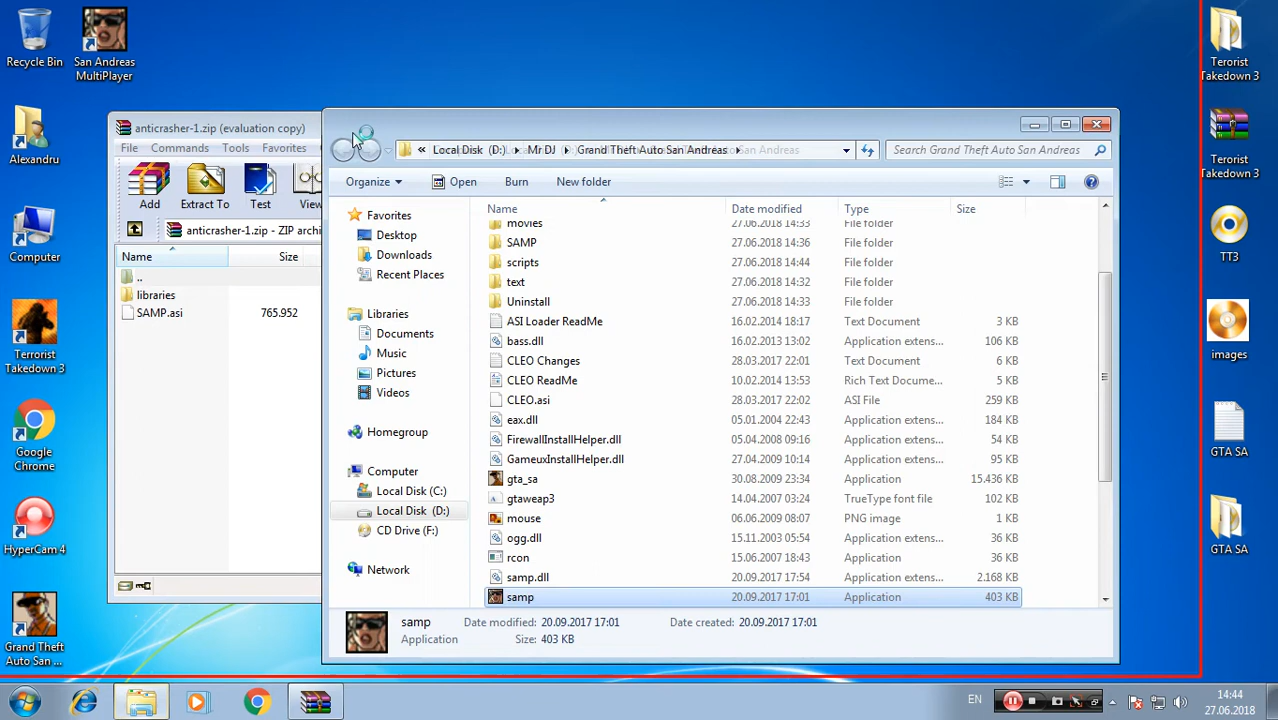 Recycle Bin
San Andreas
MultiPlayer
Alexandru
Computer
Terrorist
Takedown 3
Google
Chrome
HyperCam 4
Grand Theft
Auto San ...
anticrasher-1.zip (evaluation copy)
File Commands Tools Favorites
Add Extract To Test View
anticrasher-1.zip - ZIP archi
Name Size
..
libraries
SAMP.asi 765.952
« Local Disk (D:) Mr DJ Grand Theft Auto San Andreas
Search Grand Theft Auto San Andreas
Organize Open Burn New folder
Favorites
Desktop
Downloads
Recent Places
Libraries
Documents
Music
Pictures
Videos
Homegroup
Computer
Local Disk (C:)
Local Disk (D:)
CD Drive (F:)
Network
Name Date modified Type Size
movies 27.06.2018 14:33 File folder
SAMP 27.06.2018 14:36 File folder
scripts 27.06.2018 14:44 File folder
text 27.06.2018 14:32 File folder
Uninstall 27.06.2018 14:33 File folder
ASI Loader ReadMe 16.02.2014 18:17 Text Document 3 KB
bass.dll 16.02.2013 13:02 Application extens... 106 KB
CLEO Changes 28.03.2017 22:01 Text Document 6 KB
CLEO ReadMe 10.02.2014 13:53 Rich Text Docume... 5 KB
CLEO.asi 28.03.2017 22:02 ASI File 259 KB
eax.dll 05.01.2004 22:43 Application extens... 184 KB
FirewallInstallHelper.dll 05.04.2008 09:16 Application extens... 54 KB
GameuxInstallHelper.dll 27.04.2009 10:14 Application extens... 95 KB
gta_sa 30.08.2009 23:34 Application 15.436 KB
gtaweap3 14.04.2007 03:24 TrueType font file 102 KB
mouse 06.06.2009 08:07 PNG image 1 KB
ogg.dll 15.11.2003 05:54 Application extens... 36 KB
rcon 15.06.2007 18:43 Application 36 KB
samp.dll 20.09.2017 17:54 Application extens... 2.168 KB
samp 20.09.2017 17:01 Application 403 KB
samp Date modified: 20.09.2017 17:01 Date created: 20.09.2017 17:01
Application Size: 403 KB
Terorist
Takedown 3
Terorist
Takedown 3
TT3
images
GTA SA
GTA SA
EN
14:44
27.06.2018